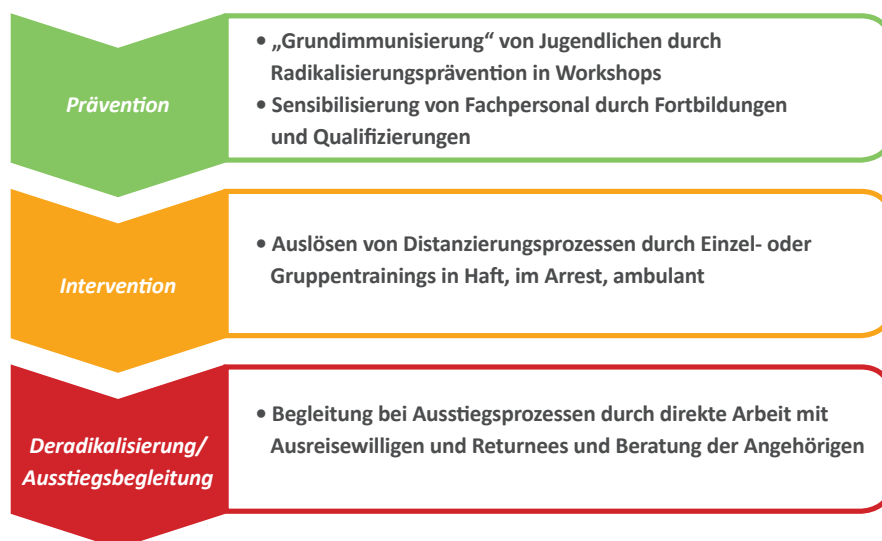 Prävention
• „Grundimmunisierung“ von Jugendlichen durch
Radikalisierungsprävention in Workshops
• Sensibilisierung von Fachpersonal durch Fortbildungen
und Qualifizierungen
Intervention
• Auslösen von Distanzierungsprozessen durch Einzel- oder
Gruppentrainings in Haft, im Arrest, ambulant
Deradikalisierung/
Ausstiegsbegleitung
• Begleitung bei Ausstiegsprozessen durch direkte Arbeit mit
Ausreisewilligen und Returnees und Beratung der Angehörigen